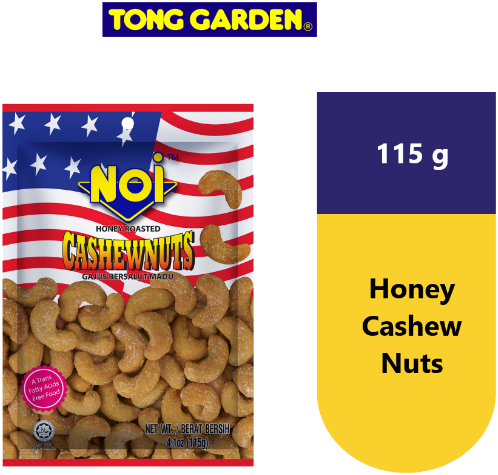 TONG GARDEN®
NOi™
HONEY ROASTED
CASHEWNUTS
GAJUS BERSALUT MADU
A Trans
Fatty Acids
Free Food
NET WT. / BERAT BERSIH
4.1oz (115g)
115 g
Honey
Cashew
Nuts